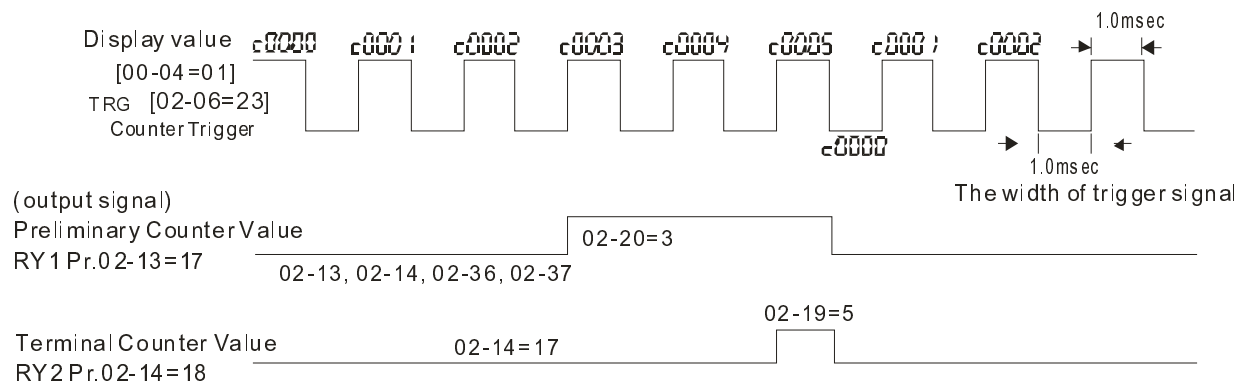 1.0msec
Display value c0000 c0001 c0002 c0003 c0004 c0005 c0001 c0002
[00-04=01]
TRG [02-06=23]
Counter Trigger
c0000
1.0msec
The width of trigger signal
(output signal)
Preliminary Counter Value
02-20=3
RY1 Pr.02-13=17
02-13, 02-14, 02-36, 02-37
02-19=5
Terminal Counter Value
02-14=17
RY2 Pr.02-14=18